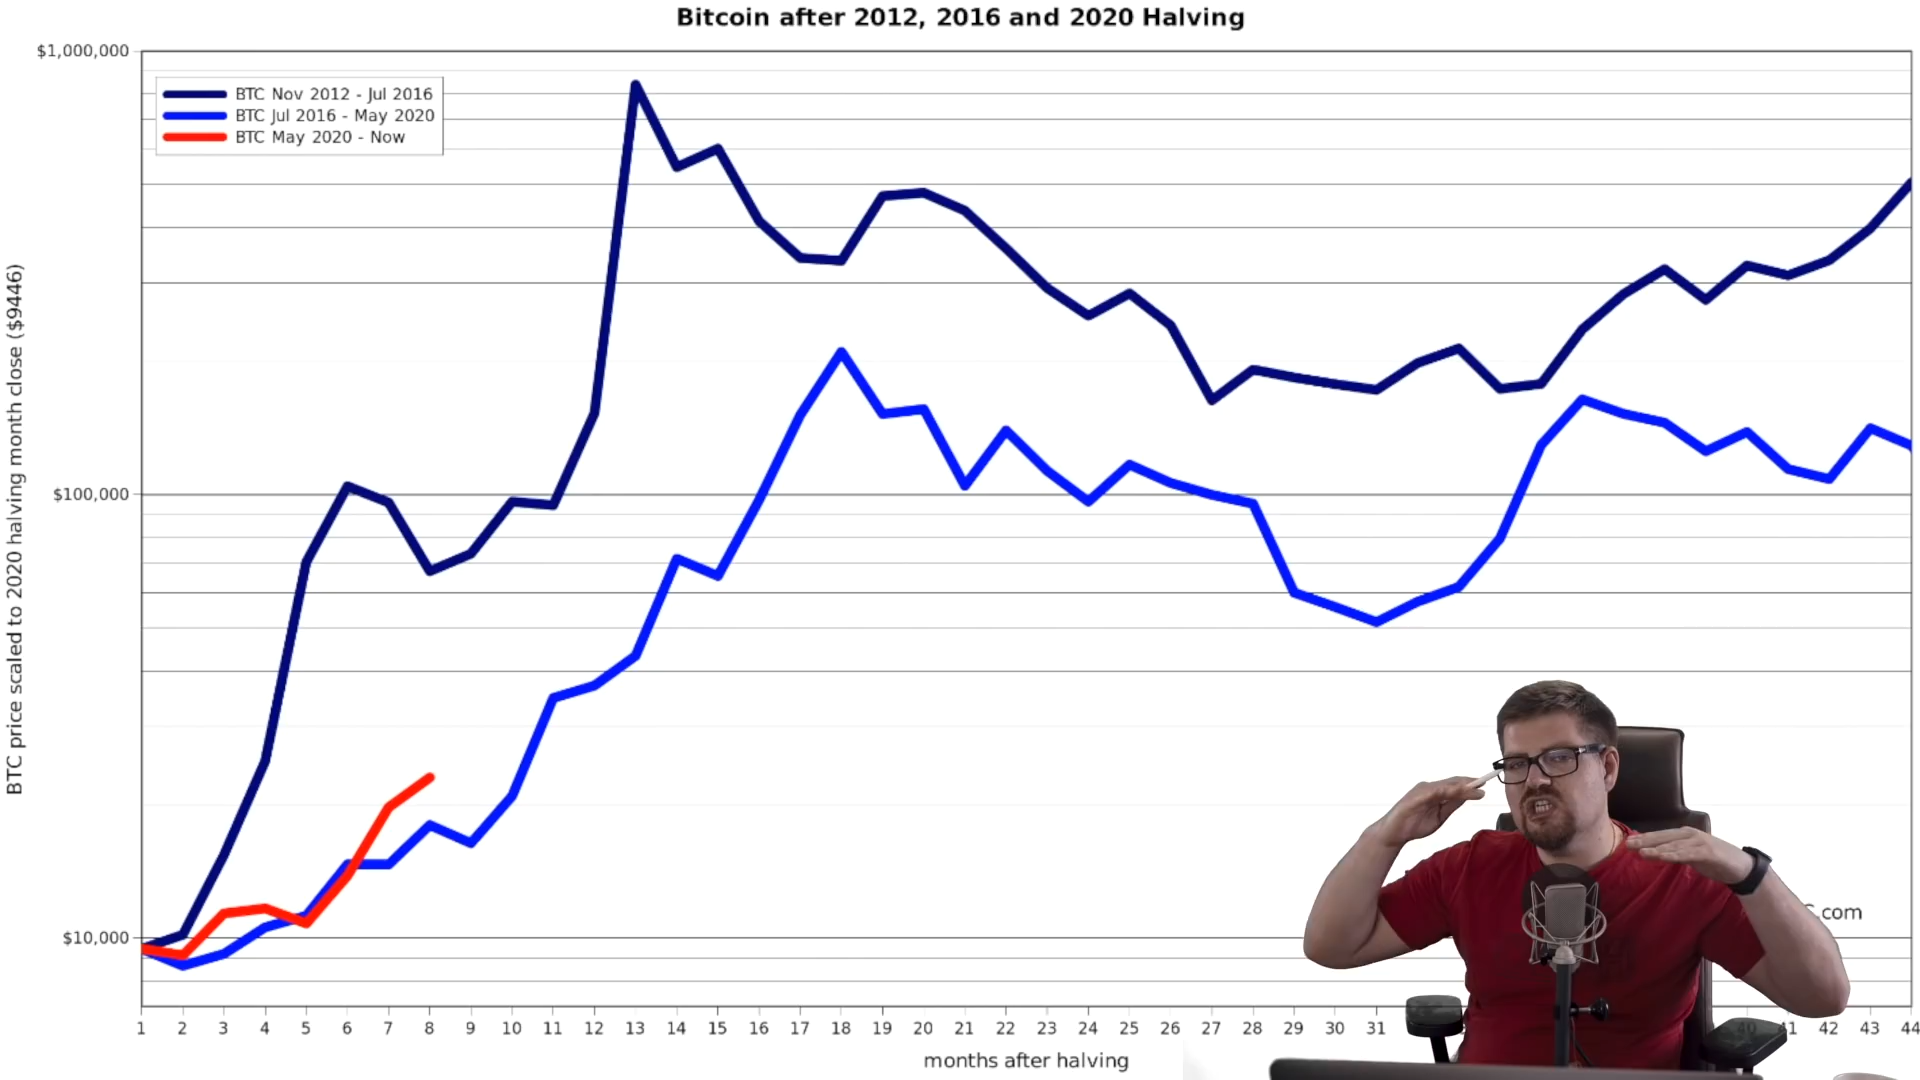 Bitcoin after 2012, 2016 and 2020 Halving
$1,000,000
BTC Nov 2012 - Jul 2016
BTC Jul 2016 - May 2020
BTC May 2020 - Now
BTC price scaled to 2020 halving month close ($9446)
$100,000
$10,000
.com
1 2 3 4 5 6 7 8 9 10 11 12 13 14 15 16 17 18 19 20 21 22 23 24 25 26 27 28 29 30 31 40 41 42 43 44
months after halving